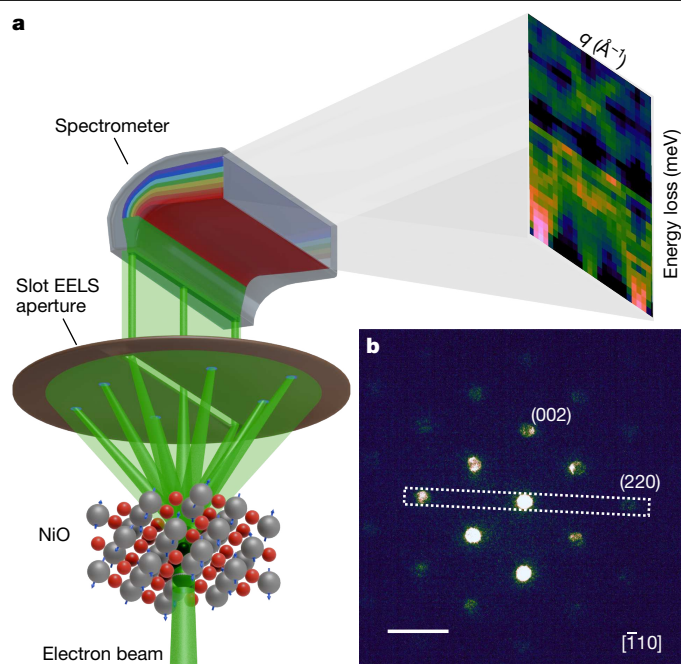 a
q (Å⁻¹)
Spectrometer
Energy loss (meV)
Slot EELS
aperture
b
(002)
(220)
NiO
[1̅10]
Electron beam